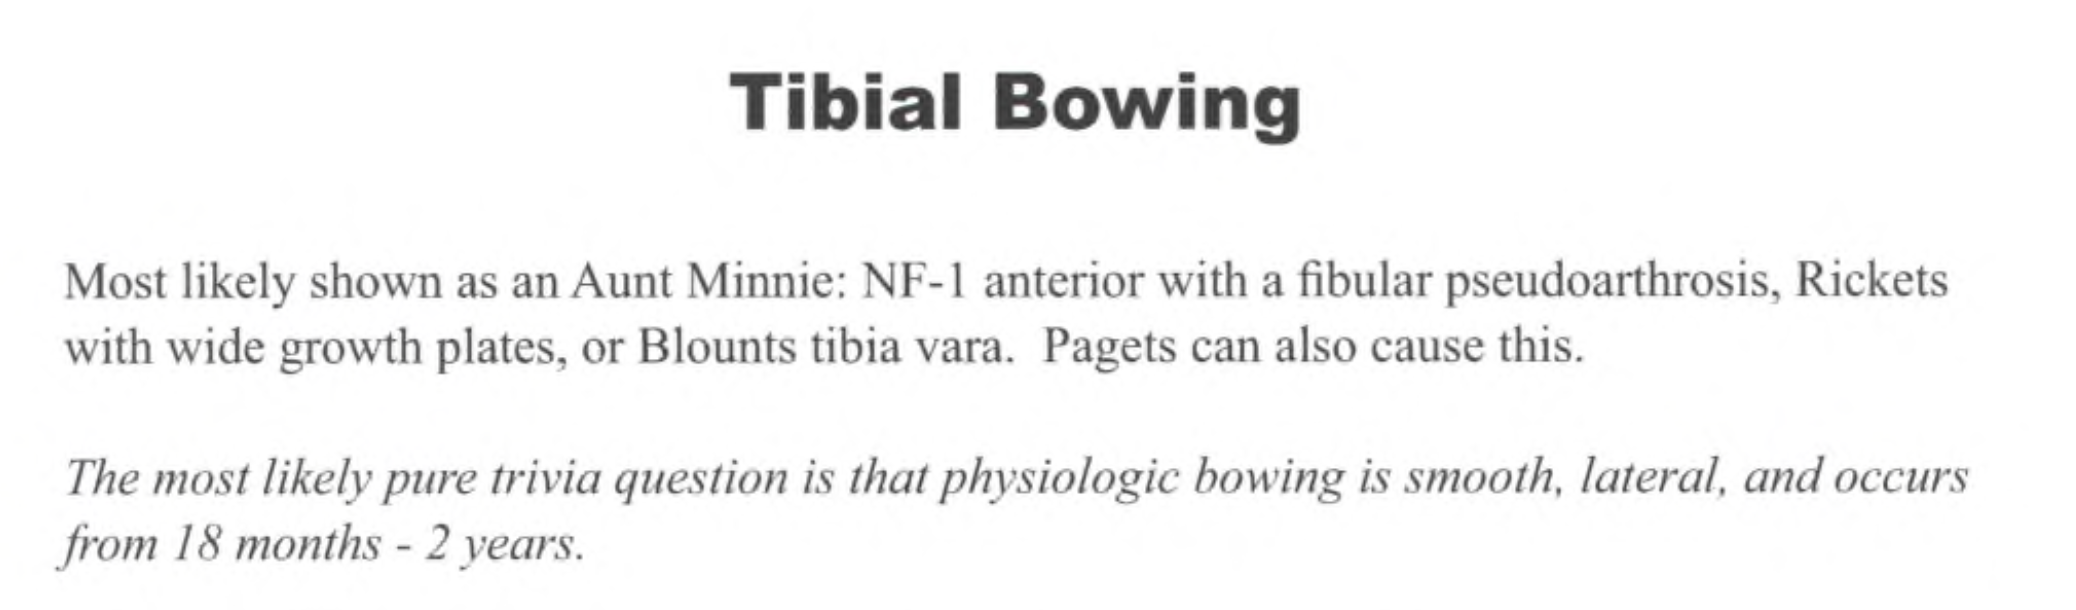 Tibial Bowing
Most likely shown as an Aunt Minnie: NF-1 anterior with a fibular pseudoarthrosis, Rickets
with wide growth plates, or Blounts tibia vara.  Pagets can also cause this.
The most likely pure trivia question is that physiologic bowing is smooth, lateral, and occurs
from 18 months - 2 years.